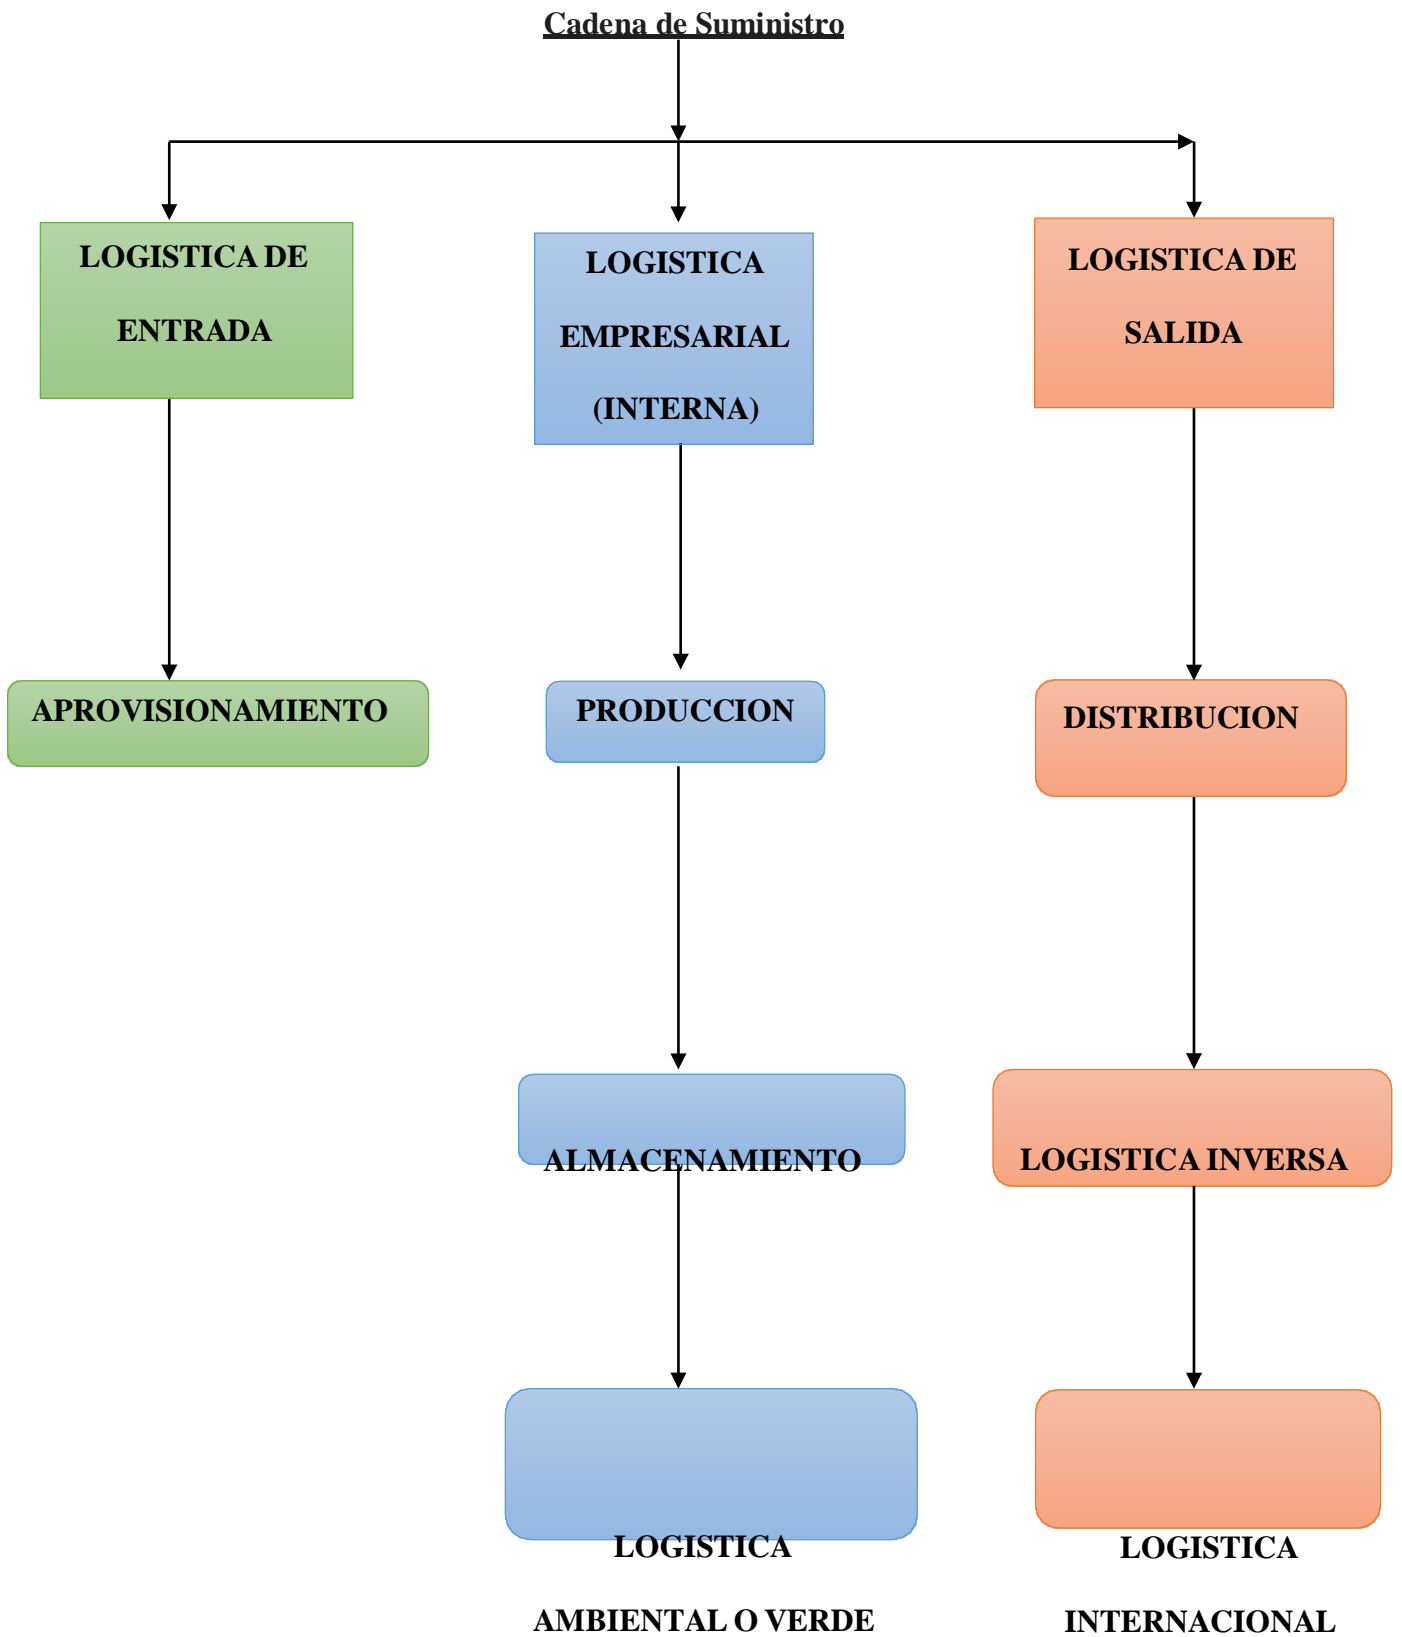 Cadena de Suministro
LOGISTICA DE
ENTRADA
LOGISTICA
EMPRESARIAL
(INTERNA)
LOGISTICA DE
SALIDA
APROVISIONAMIENTO
PRODUCCION
DISTRIBUCION
ALMACENAMIENTO
LOGISTICA INVERSA
LOGISTICA
AMBIENTAL O VERDE
LOGISTICA
INTERNACIONAL